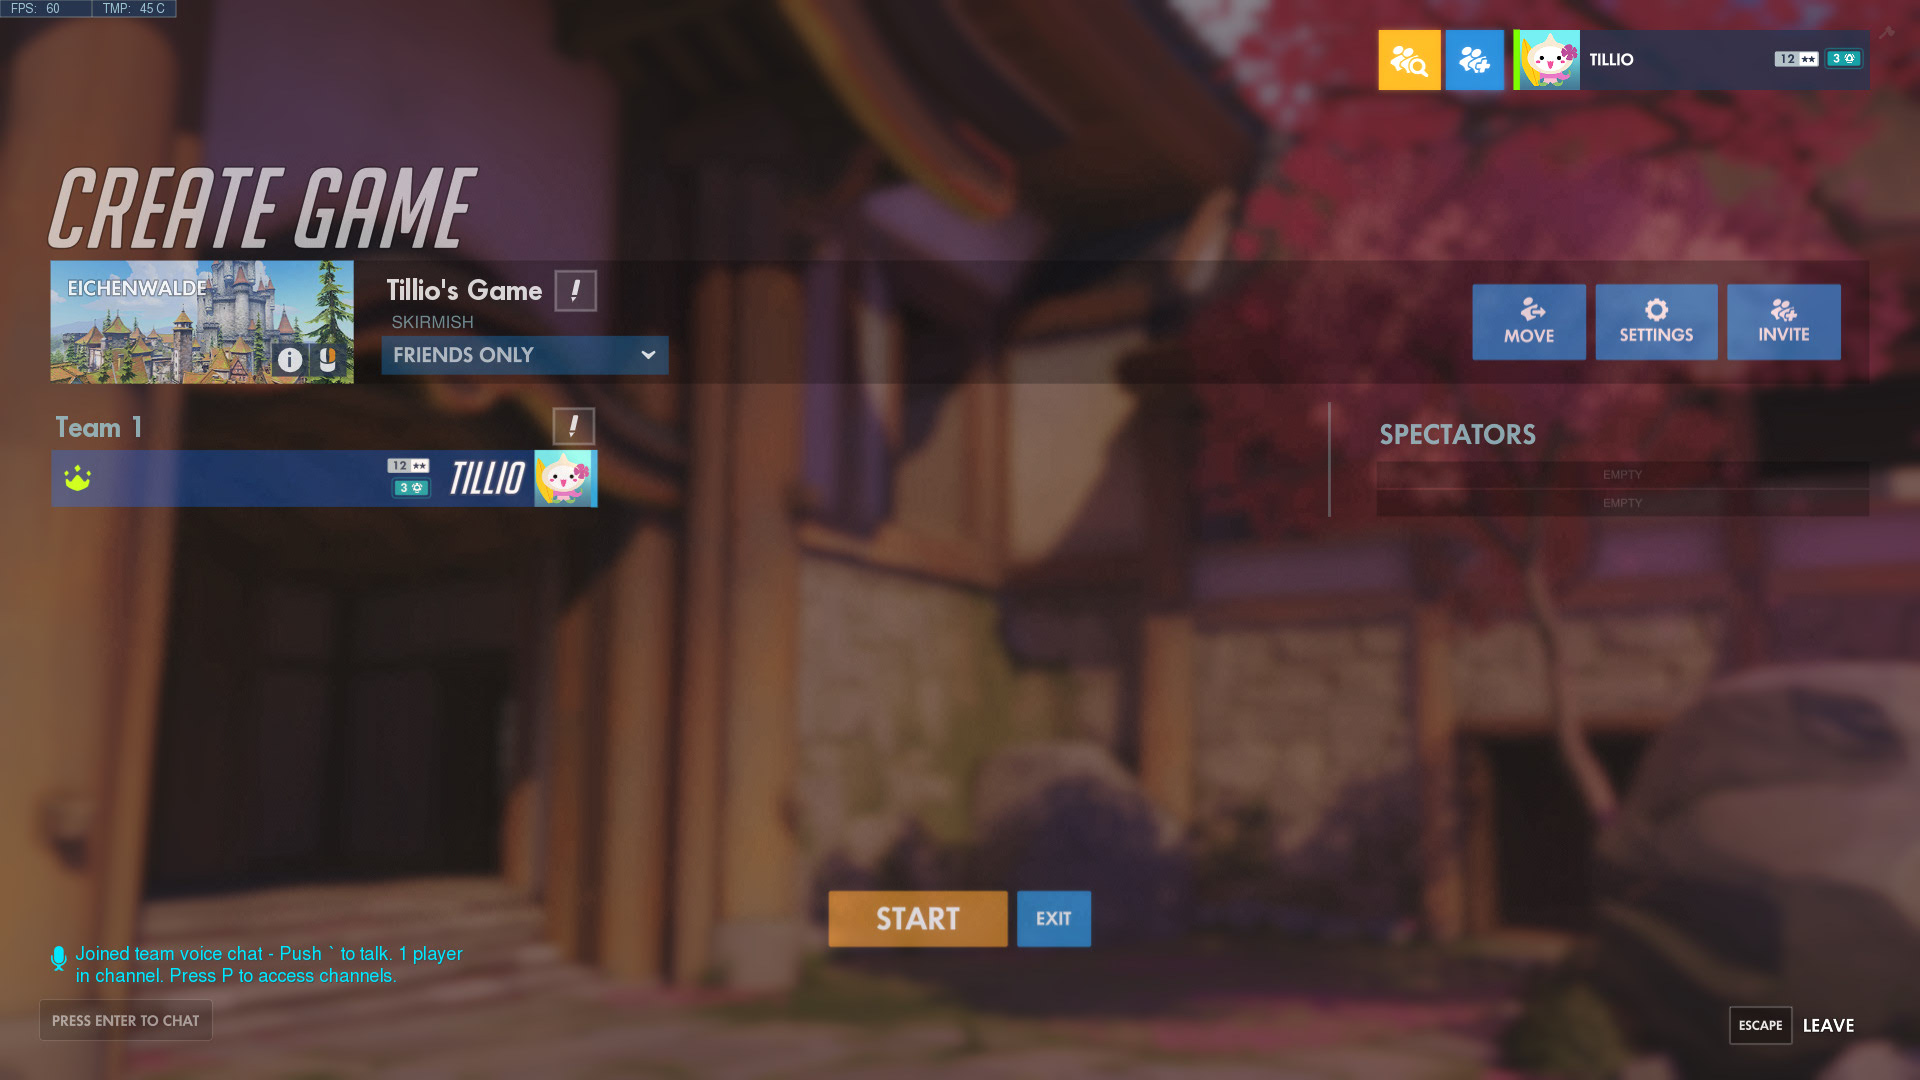 FPS: 60 TMP: 45 C
TILLIO
12
3
CREATE GAME
EICHENWALDE
Tillio's Game
SKIRMISH
FRIENDS ONLY
MOVE
SETTINGS
INVITE
Team 1
12
3
TILLIO
SPECTATORS
EMPTY
EMPTY
START
EXIT
Joined team voice chat - Push ` to talk. 1 player
in channel. Press P to access channels.
PRESS ENTER TO CHAT
ESCAPE LEAVE